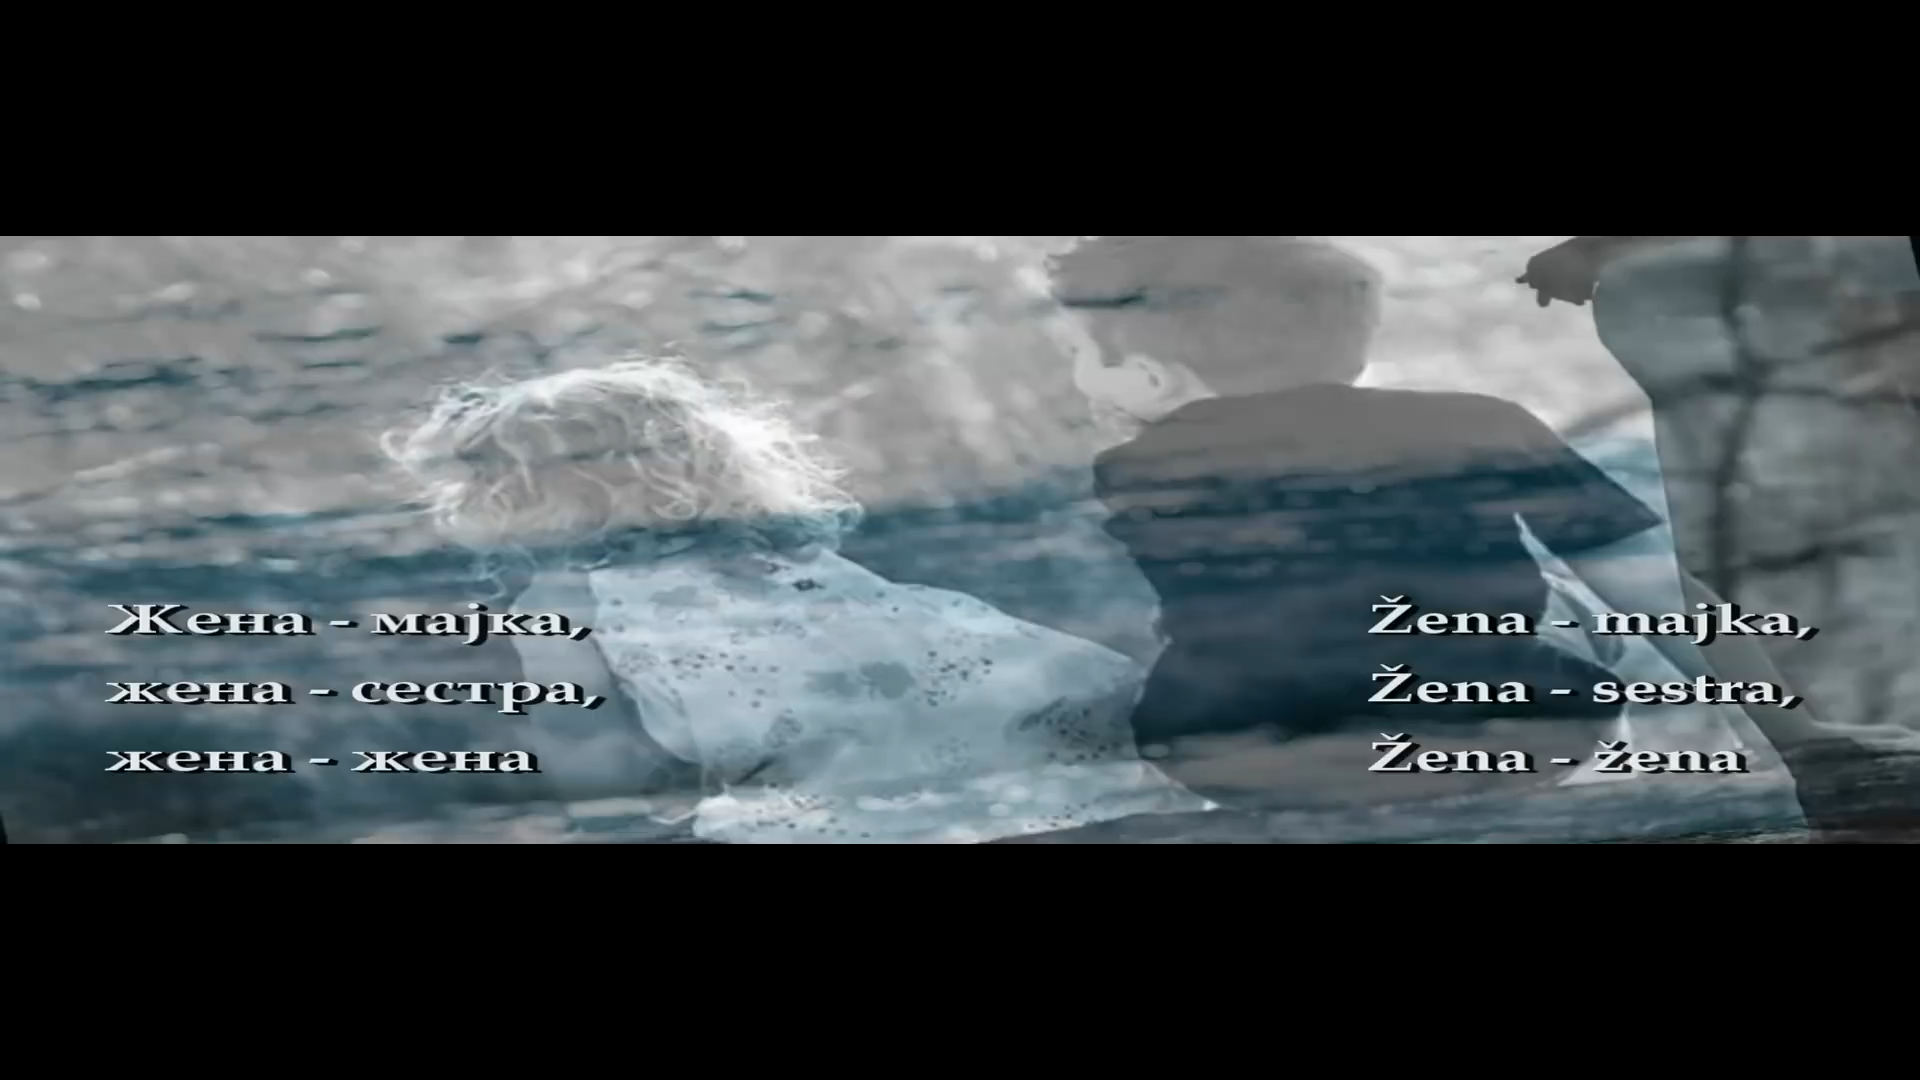 Жена - мајка,
жена - сестра,
жена - жена
Žena - majka,
Žena - sestra,
Žena - žena